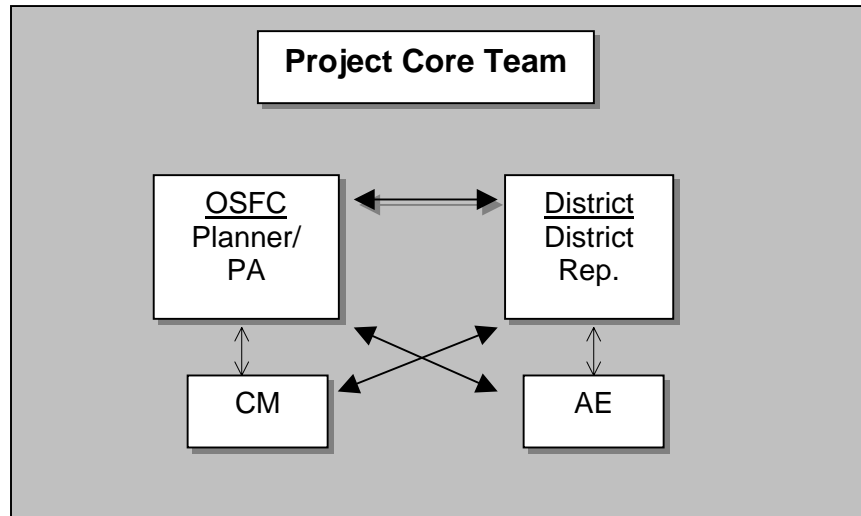 Project Core Team
OSFC
Planner/
PA
District
District
Rep.
CM
AE